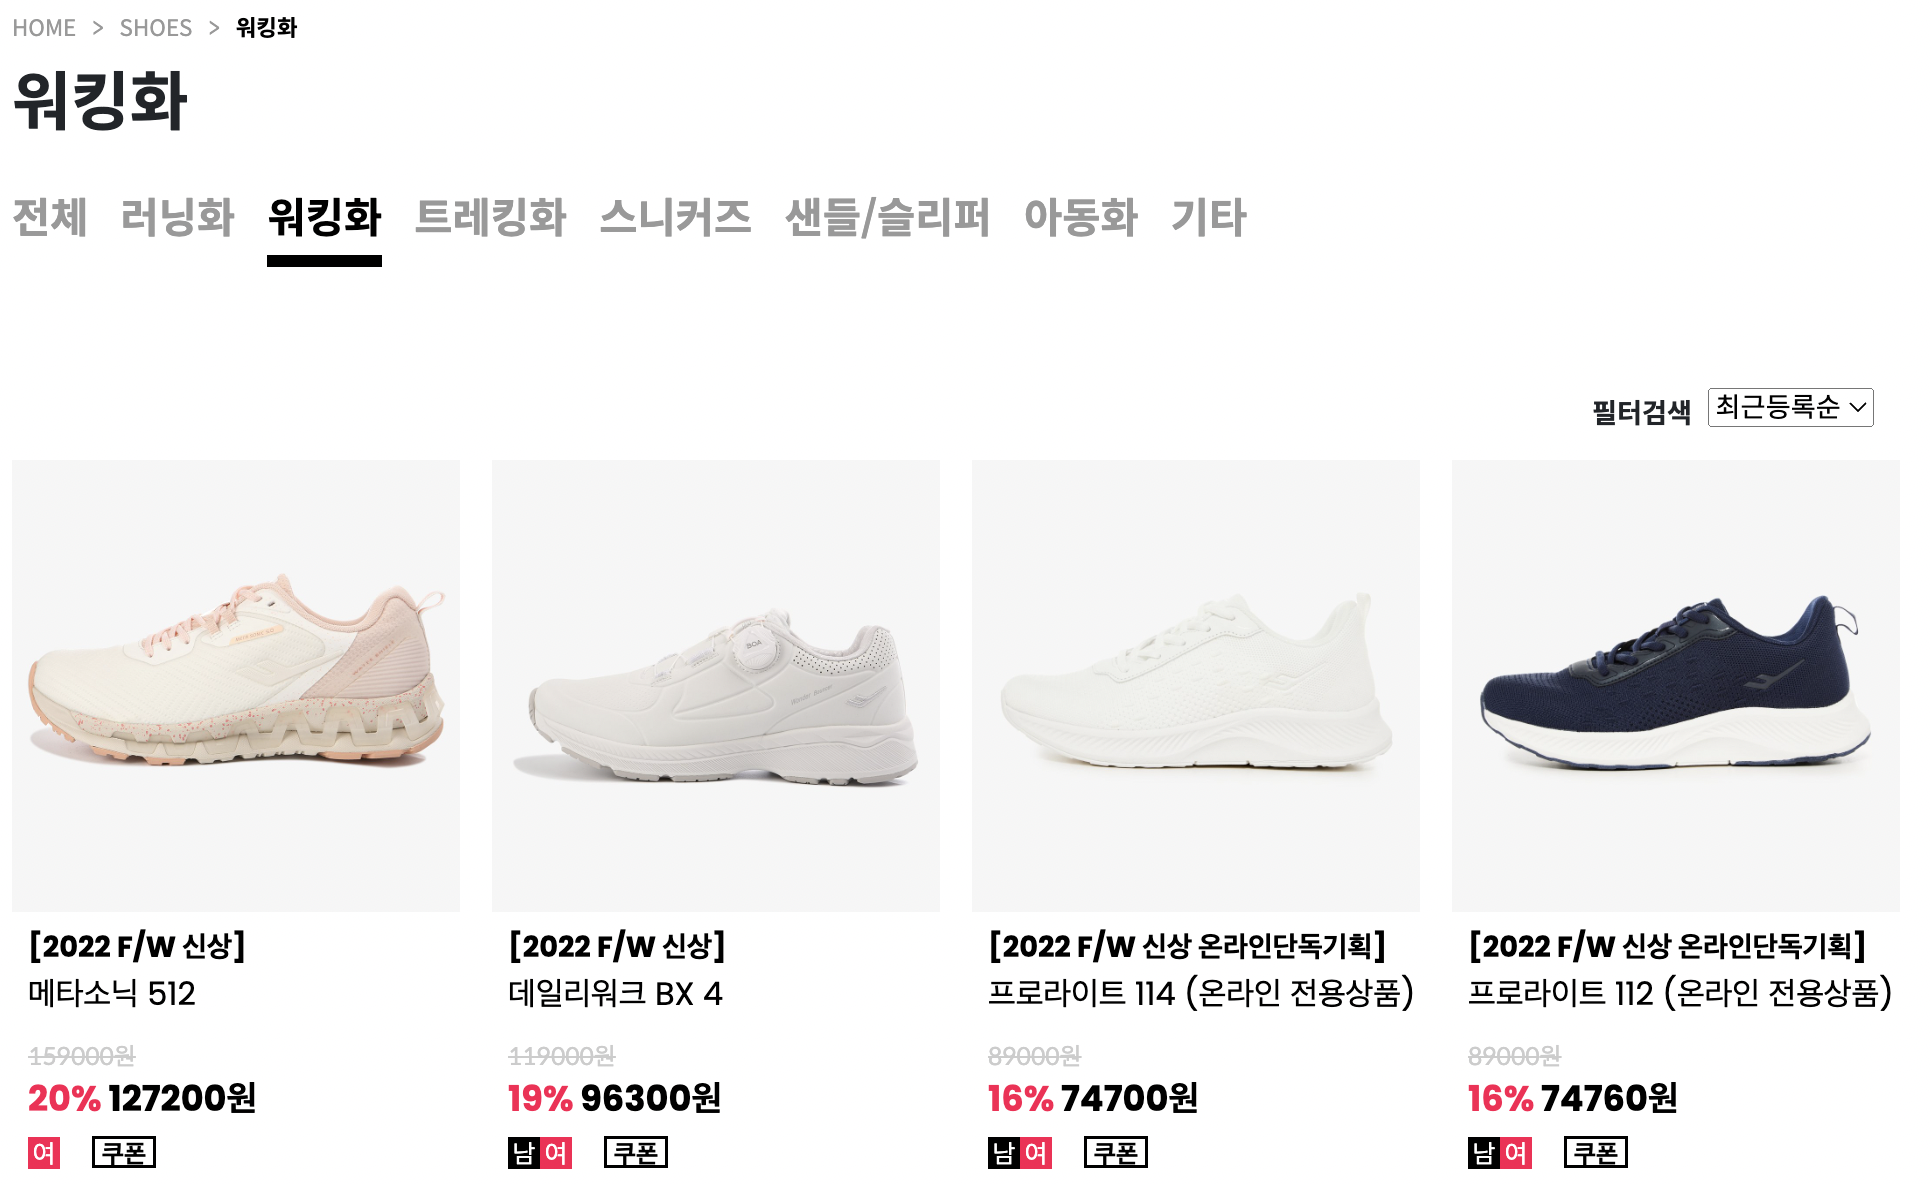 HOME > SHOES > 워킹화
워킹화
전체 러닝화 워킹화 트레킹화 스니커즈 샌들/슬리퍼 아동화 기타
필터검색 최근등록순
BOA
[2022 F/W 신상]
메타소닉 512
159000원
20% 127200원
여 쿠폰
[2022 F/W 신상]
데일리워크 BX 4
119000원
19% 96300원
남 여 쿠폰
[2022 F/W 신상 온라인단독기획]
프로라이트 114 (온라인 전용상품)
89000원
16% 74700원
남 여 쿠폰
[2022 F/W 신상 온라인단독기획]
프로라이트 112 (온라인 전용상품)
89000원
16% 74760원
남 여 쿠폰